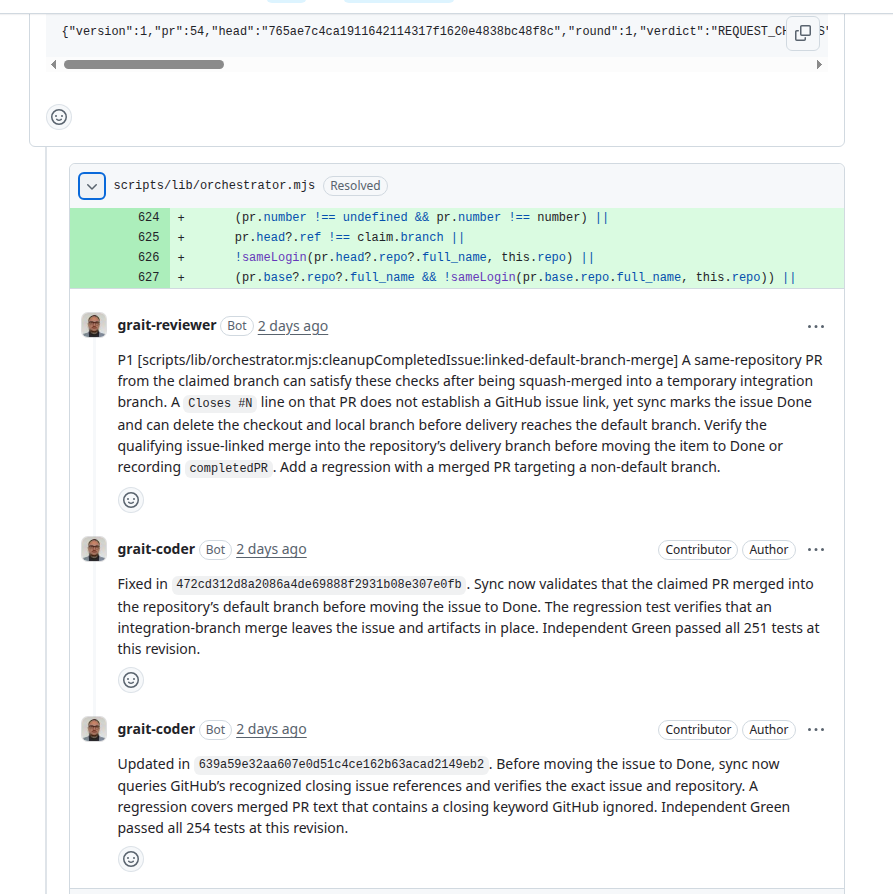 {"version":1,"pr":54,"head":"765ae7c4ca1911642114317f1620e4838bc48f8c","round":1,"verdict":"REQUEST_CH S"
scripts/lib/orchestrator.mjs Resolved
624 + (pr.number !== undefined && pr.number !== number) ||
625 + pr.head?.ref !== claim.branch ||
626 + !sameLogin(pr.head?.repo?.full_name, this.repo) ||
627 + (pr.base?.repo?.full_name && !sameLogin(pr.base.repo.full_name, this.repo)) ||
grait-reviewer Bot 2 days ago
P1 [scripts/lib/orchestrator.mjs:cleanupCompletedIssue:linked-default-branch-merge] A same-repository PR
from the claimed branch can satisfy these checks after being squash-merged into a temporary integration
branch. A Closes #N line on that PR does not establish a GitHub issue link, yet sync marks the issue Done
and can delete the checkout and local branch before delivery reaches the default branch. Verify the
qualifying issue-linked merge into the repository’s delivery branch before moving the item to Done or
recording completedPR. Add a regression with a merged PR targeting a non-default branch.
grait-coder Bot 2 days ago Contributor Author
Fixed in 472cd312d8a2086a4de69888f2931b08e307e0fb. Sync now validates that the claimed PR merged into
the repository’s default branch before moving the issue to Done. The regression test verifies that an
integration-branch merge leaves the issue and artifacts in place. Independent Green passed all 251 tests at
this revision.
grait-coder Bot 2 days ago Contributor Author
Updated in 639a59e32aa607e0d51c4ce162b63acad2149eb2. Before moving the issue to Done, sync now
queries GitHub’s recognized closing issue references and verifies the exact issue and repository. A
regression covers merged PR text that contains a closing keyword GitHub ignored. Independent Green
passed all 254 tests at this revision.